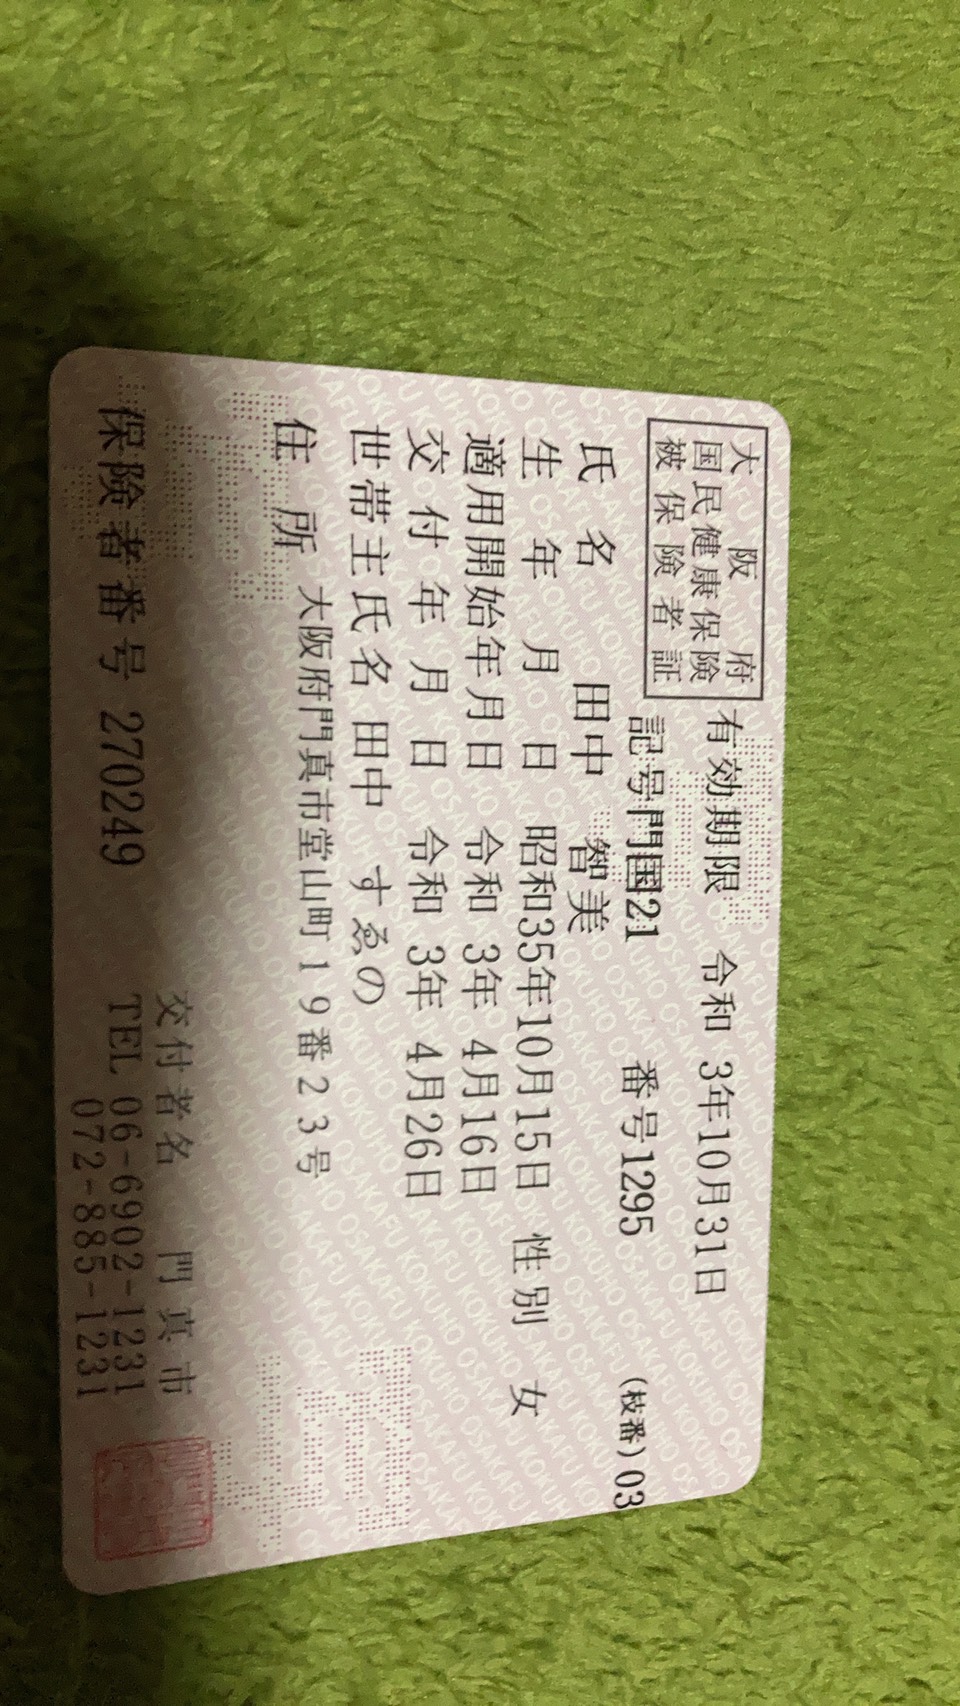 大阪府
国民健康保険
被保険者証
有効期限 令和 3年10月31日
記号門国21 番号1295 (枝番)03
氏名 田中 智美
生年月日 昭和35年10月15日 性別 女
適用開始年月日 令和 3年 4月16日
交付年月日 令和 3年 4月26日
世帯主氏名 田中 すゑの
住所 大阪府門真市堂山町19番23号
保険者番号 270249
交付者名 門真市
TEL 06-6902-1231
072-885-1231